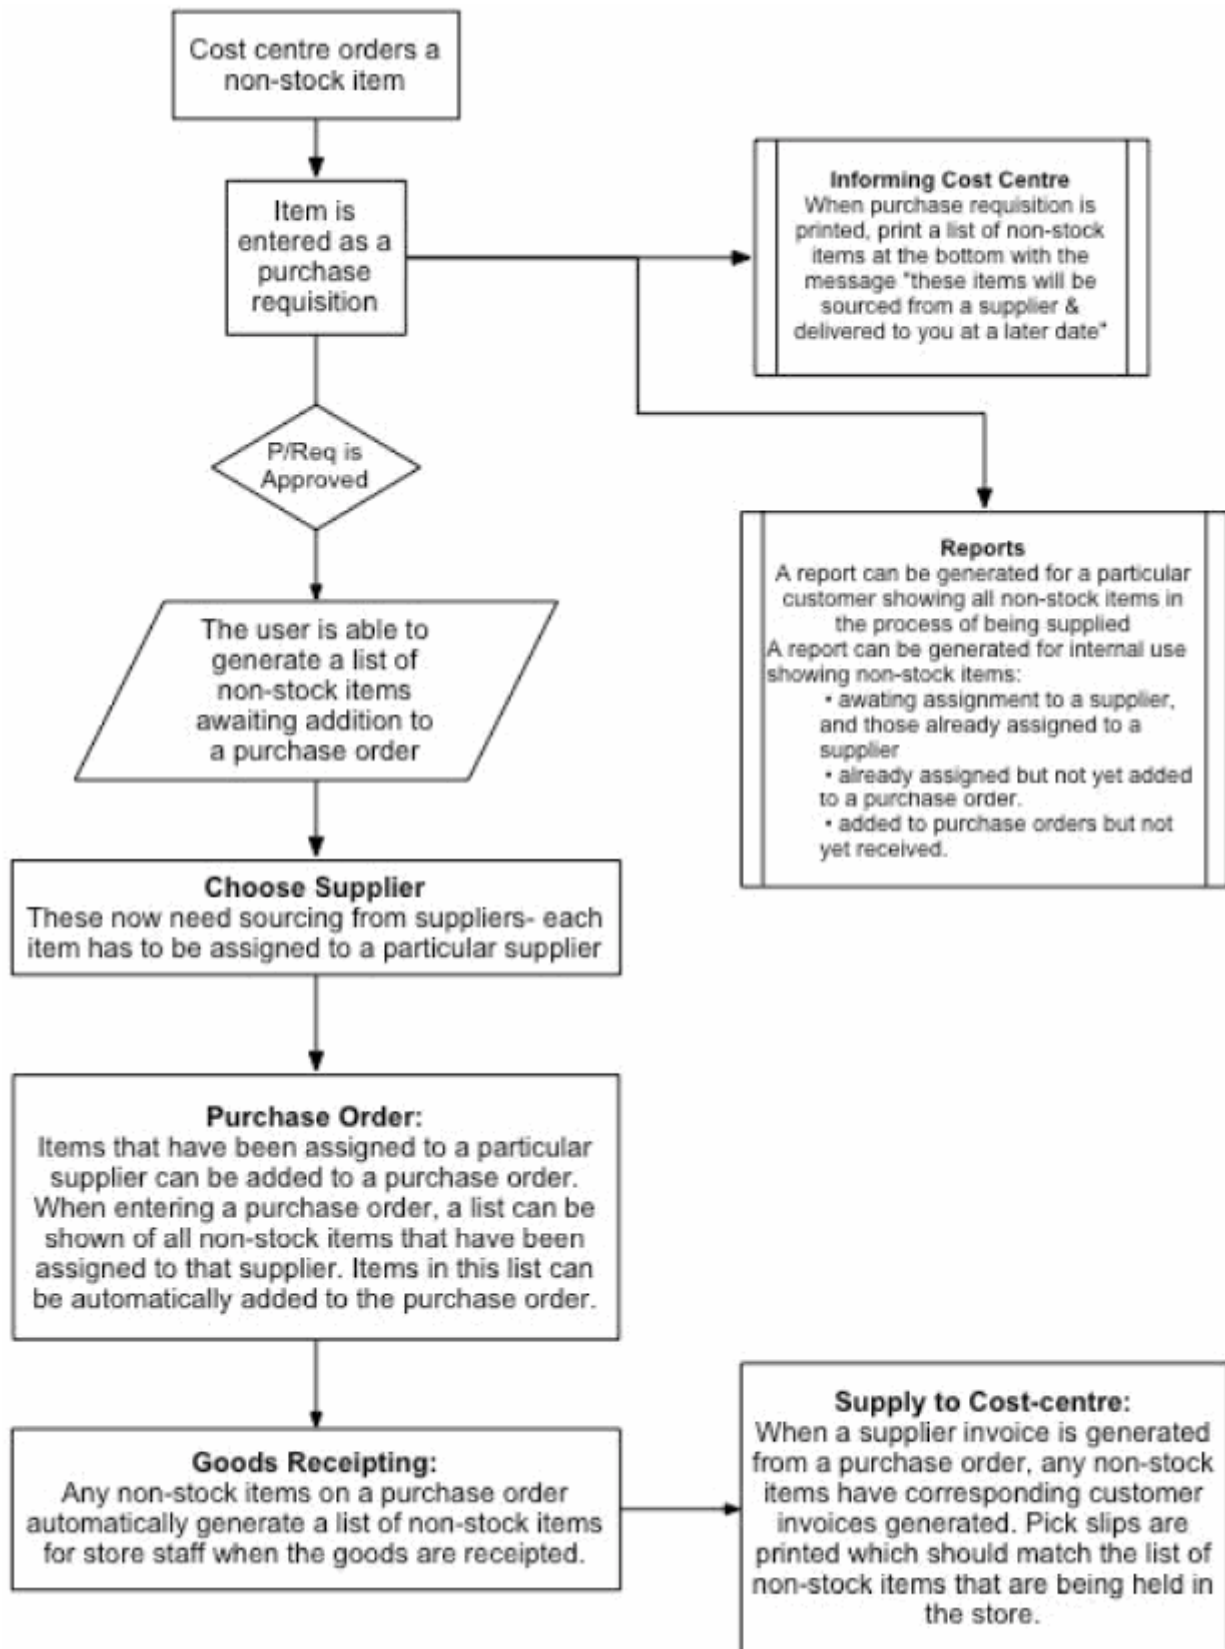 Cost centre orders a
non-stock item
Item is
entered as a
purchase
requisition
Informing Cost Centre
When purchase requisition is
printed, print a list of non-stock
items at the bottom with the
message "these items will be
sourced from a supplier &
delivered to you at a later date"
P/Req is
Approved
Reports
A report can be generated for a particular
customer showing all non-stock items in
the process of being supplied
A report can be generated for internal use
showing non-stock items:
• awating assignment to a supplier,
and those already assigned to a
supplier
• already assigned but not yet added
to a purchase order.
• added to purchase orders but not
yet received.
The user is able to
generate a list of
non-stock items
awaiting addition to
a purchase order
Choose Supplier
These now need sourcing from suppliers- each
item has to be assigned to a particular supplier
Purchase Order:
Items that have been assigned to a particular
supplier can be added to a purchase order.
When entering a purchase order, a list can be
shown of all non-stock items that have been
assigned to that supplier. Items in this list can
be automatically added to the purchase order.
Goods Receipting:
Any non-stock items on a purchase order
automatically generate a list of non-stock items
for store staff when the goods are receipted.
Supply to Cost-centre:
When a supplier invoice is generated
from a purchase order, any non-stock
items have corresponding customer
invoices generated. Pick slips are
printed which should match the list of
non-stock items that are being held in
the store.